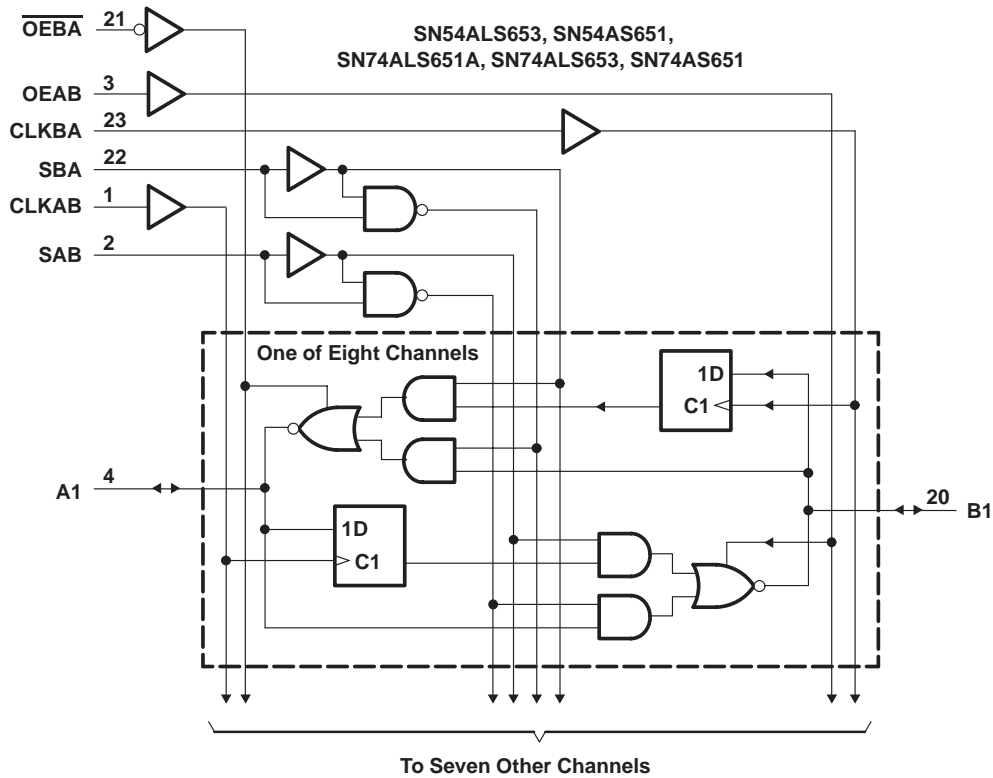 SN54ALS653, SN54AS651,
SN74ALS651A, SN74ALS653, SN74AS651
OEBA 21
OEAB 3
CLKBA 23
SBA 22
CLKAB 1
SAB 2
One of Eight Channels
1D
C1
A1 4
20 B1
1D
C1
To Seven Other Channels